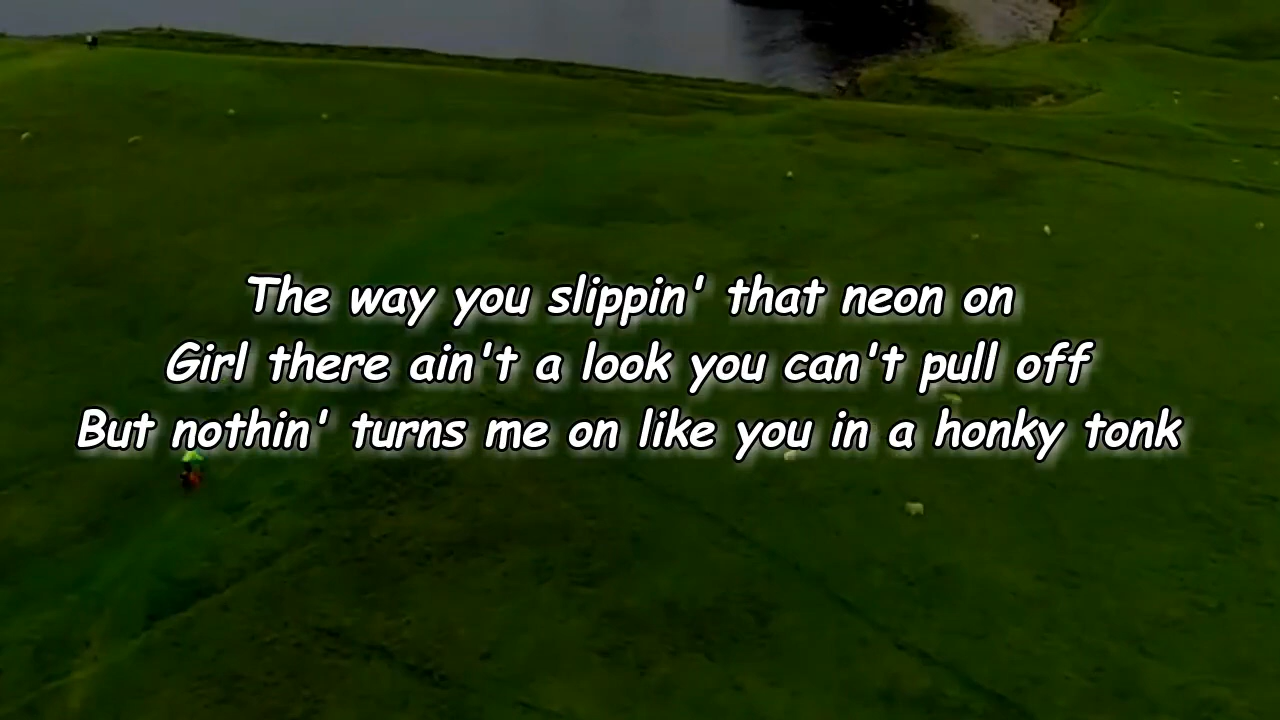 The way you slippin' that neon on
Girl there ain't a look you can't pull off
But nothin' turns me on like you in a honky tonk